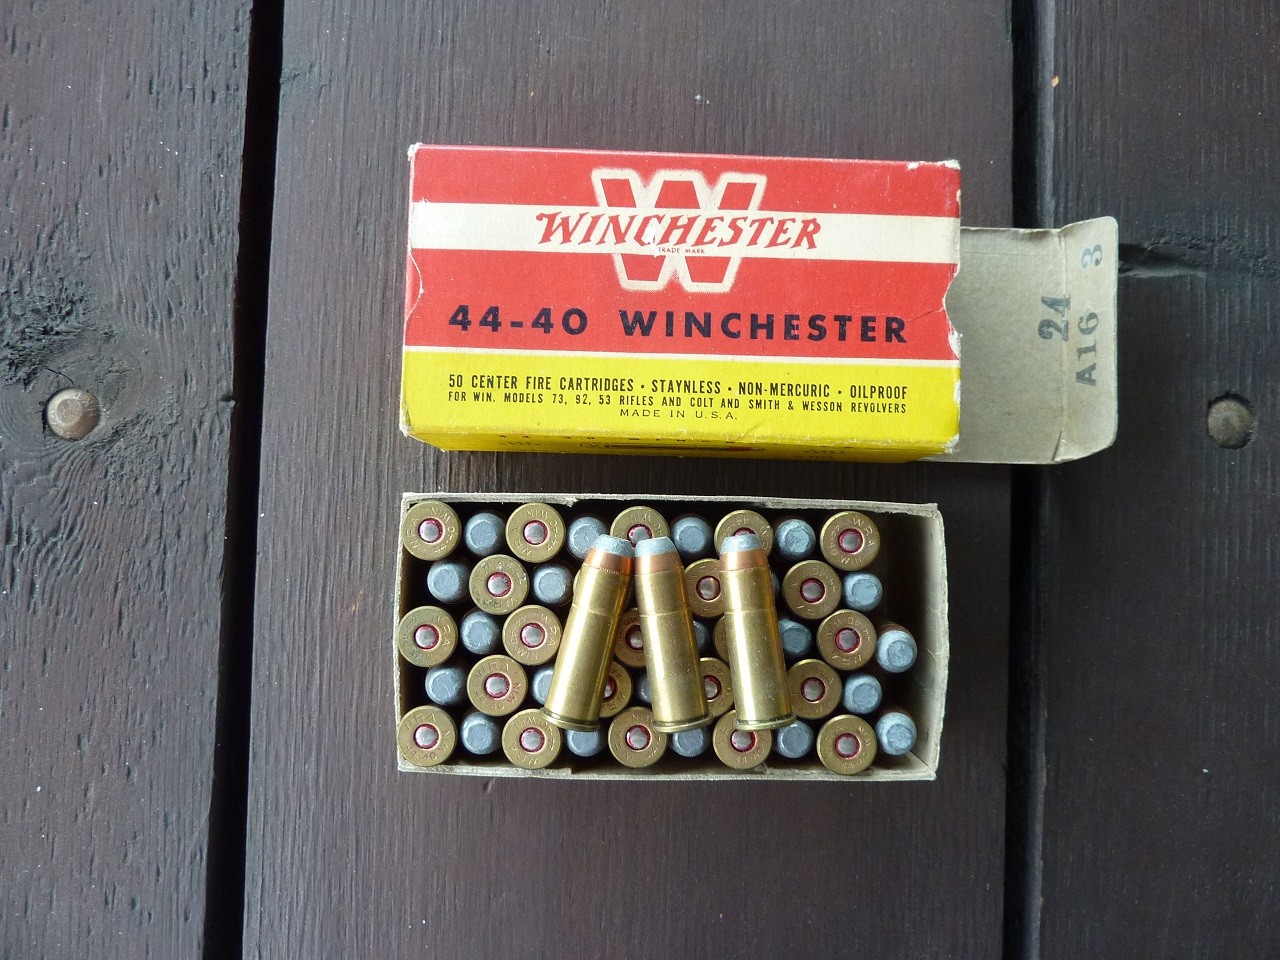 WINCHESTER
TRADE MARK
44-40 WINCHESTER
50 CENTER FIRE CARTRIDGES · STAYNLESS · NON-MERCURIC · OILPROOF
FOR WIN. MODELS 73, 92, 53 RIFLES AND COLT AND SMITH & WESSON REVOLVERS
MADE IN U.S.A.
24
A16 3